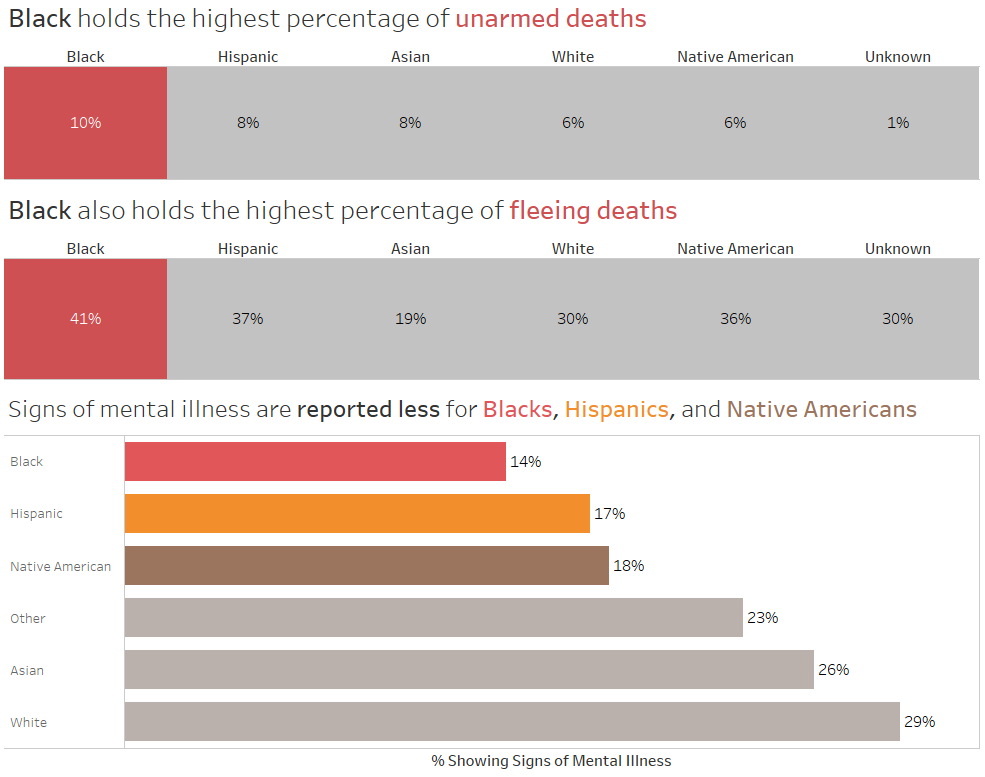 Black holds the highest percentage of unarmed deaths
Black Hispanic Asian White Native American Unknown
10% 8% 8% 6% 6% 1%
Black also holds the highest percentage of fleeing deaths
Black Hispanic Asian White Native American Unknown
41% 37% 19% 30% 36% 30%
Signs of mental illness are reported less for Blacks, Hispanics, and Native Americans
Black 14%
Hispanic 17%
Native American 18%
Other 23%
Asian 26%
White 29%
% Showing Signs of Mental Illness